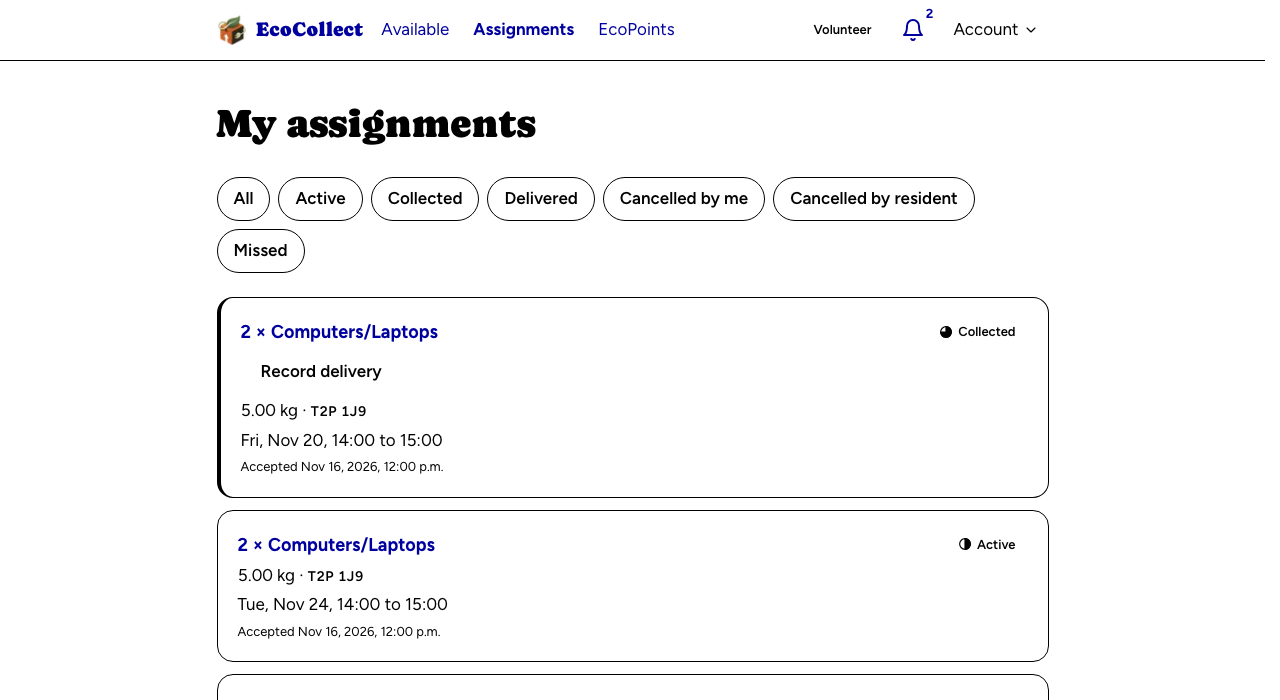 EcoCollect Available Assignments EcoPoints Volunteer 2 Account
My assignments
All Active Collected Delivered Cancelled by me Cancelled by resident
Missed
2 × Computers/Laptops Collected
Record delivery
5.00 kg · T2P 1J9
Fri, Nov 20, 14:00 to 15:00
Accepted Nov 16, 2026, 12:00 p.m.
2 × Computers/Laptops Active
5.00 kg · T2P 1J9
Tue, Nov 24, 14:00 to 15:00
Accepted Nov 16, 2026, 12:00 p.m.